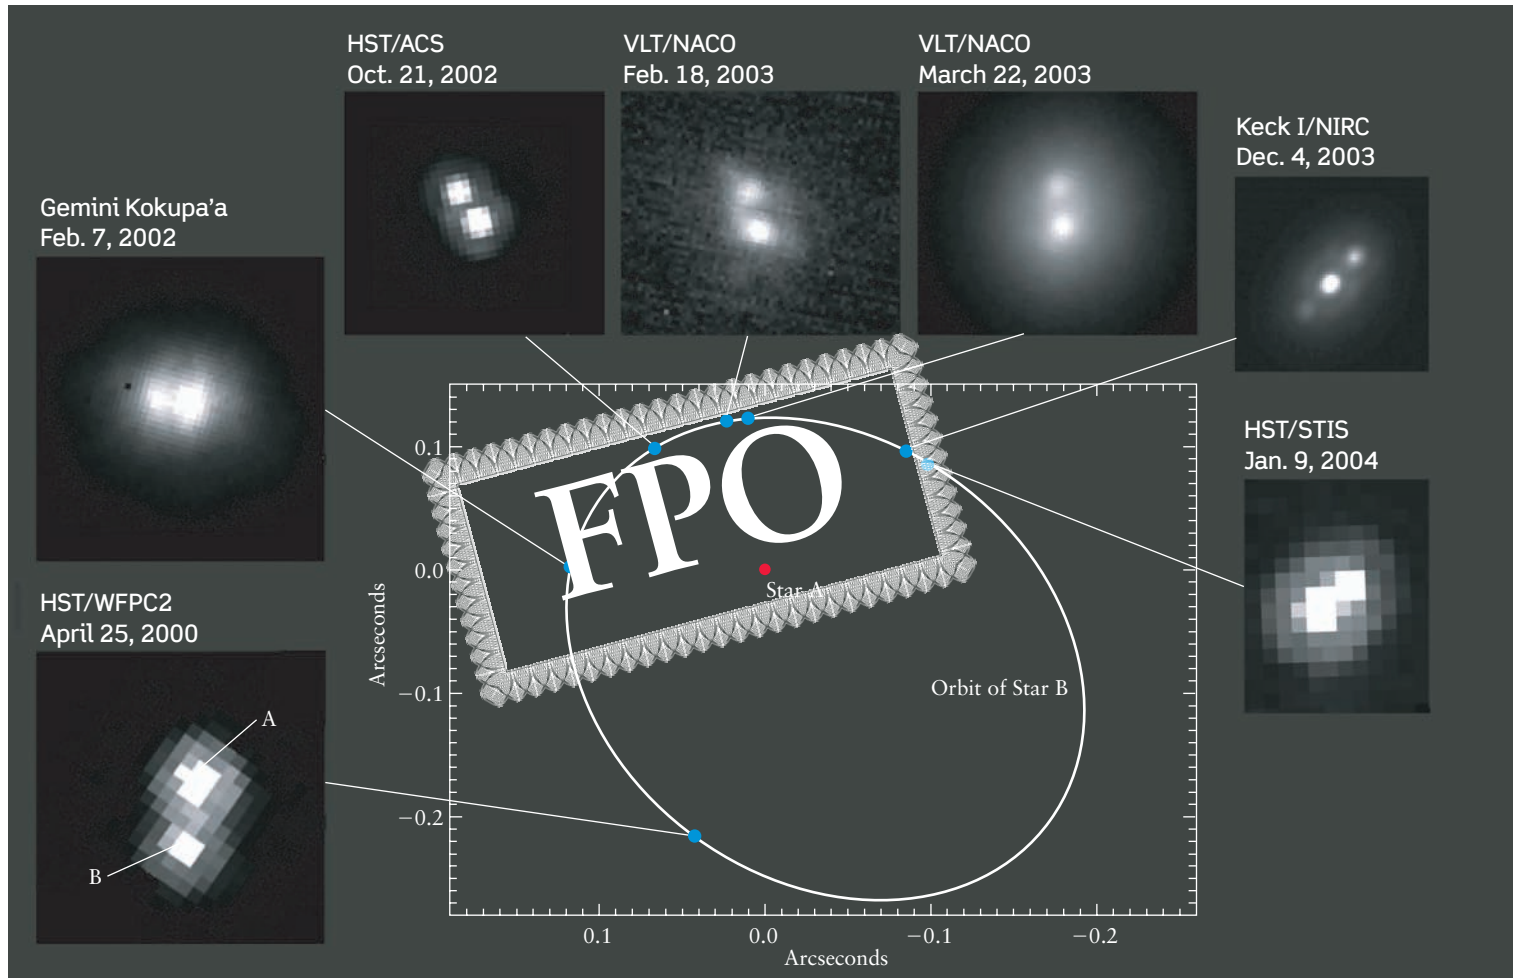 HST/ACS
Oct. 21, 2002
VLT/NACO
Feb. 18, 2003
VLT/NACO
March 22, 2003
Keck I/NIRC
Dec. 4, 2003
Gemini Kokupa’a
Feb. 7, 2002
HST/STIS
Jan. 9, 2004
HST/WFPC2
April 25, 2000
A
B
FPO
Star A
Orbit of Star B
0.1
0.0
−0.1
−0.2
Arcseconds
0.1
0.0
−0.1
−0.2
Arcseconds